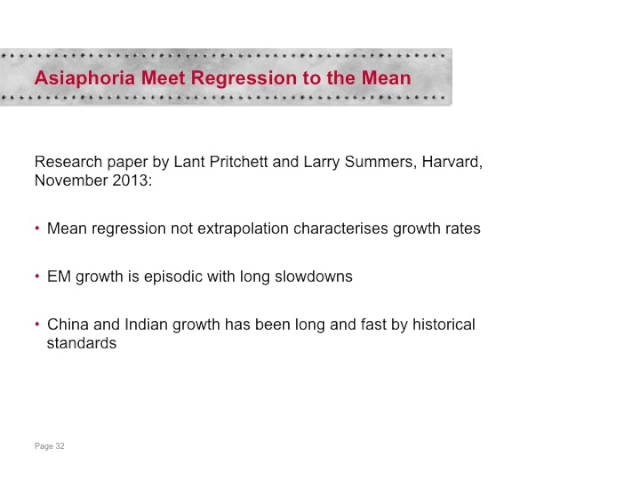 Asiaphoria Meet Regression to the Mean
Research paper by Lant Pritchett and Larry Summers, Harvard,
November 2013:
• Mean regression not extrapolation characterises growth rates
• EM growth is episodic with long slowdowns
• China and Indian growth has been long and fast by historical
standards
Page 32